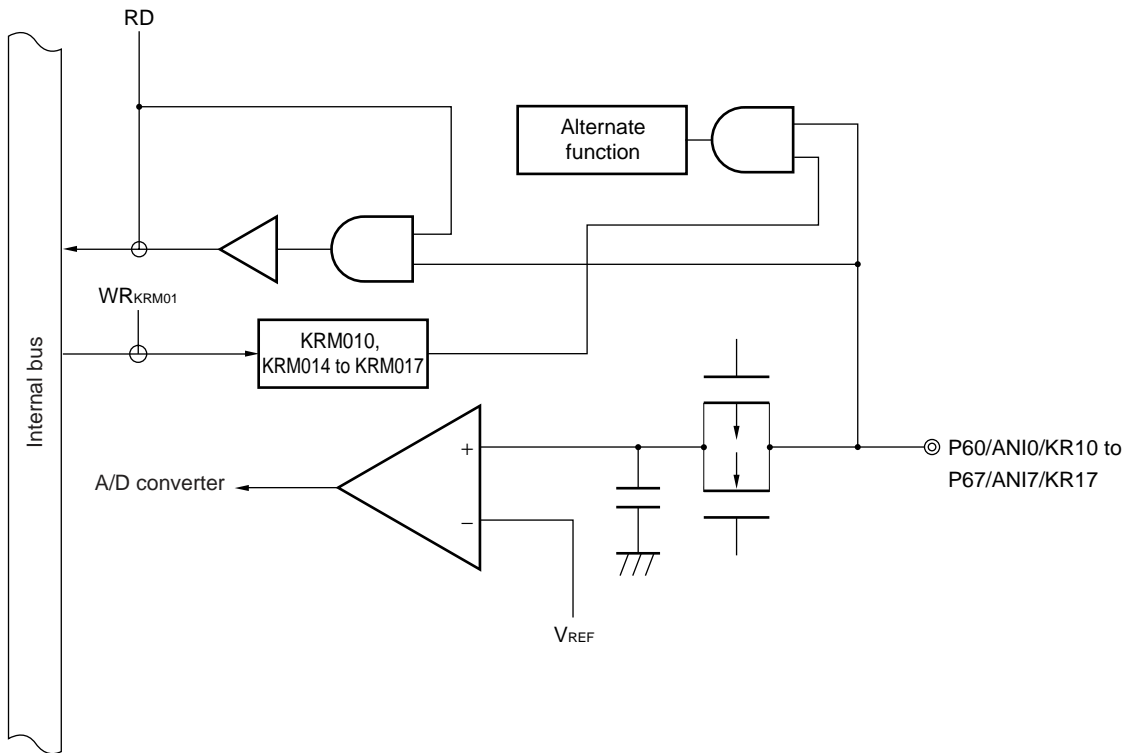 RD
Alternate
function
WRKRM01
KRM010,
KRM014 to KRM017
Internal bus
+
P60/ANI0/KR10 to
P67/ANI7/KR17
A/D converter
−
VREF